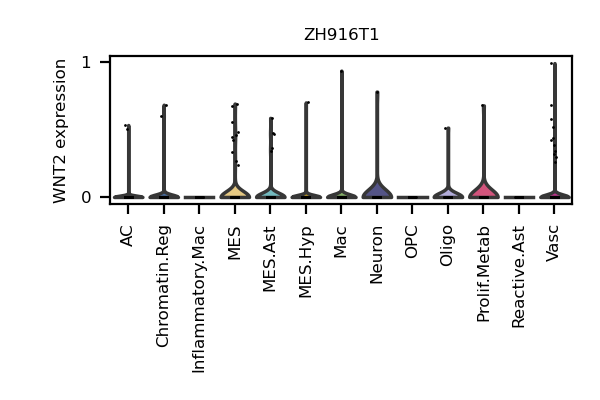 ZH916T1
WNT2 expression
1
0
AC
Chromatin.Reg
Inflammatory.Mac
MES
MES.Ast
MES.Hyp
Mac
Neuron
OPC
Oligo
Prolif.Metab
Reactive.Ast
Vasc